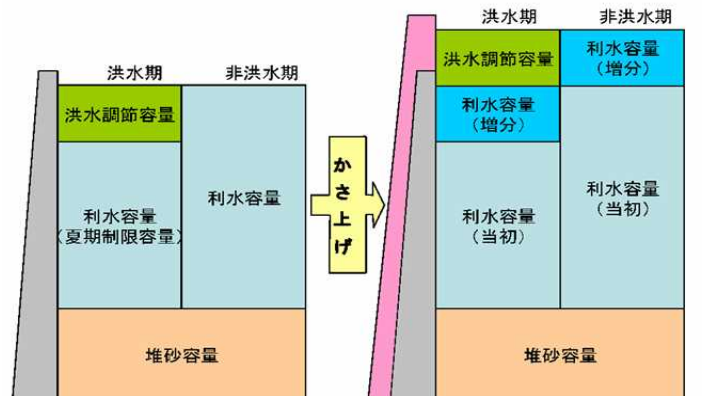 洪水期
非洪水期
洪水調節容量
利水容量
(夏期制限容量)
利水容量
堆砂容量
かさ上げ
洪水期
非洪水期
洪水調節容量
利水容量
(増分)
利水容量
(増分)
利水容量
(当初)
利水容量
(当初)
堆砂容量